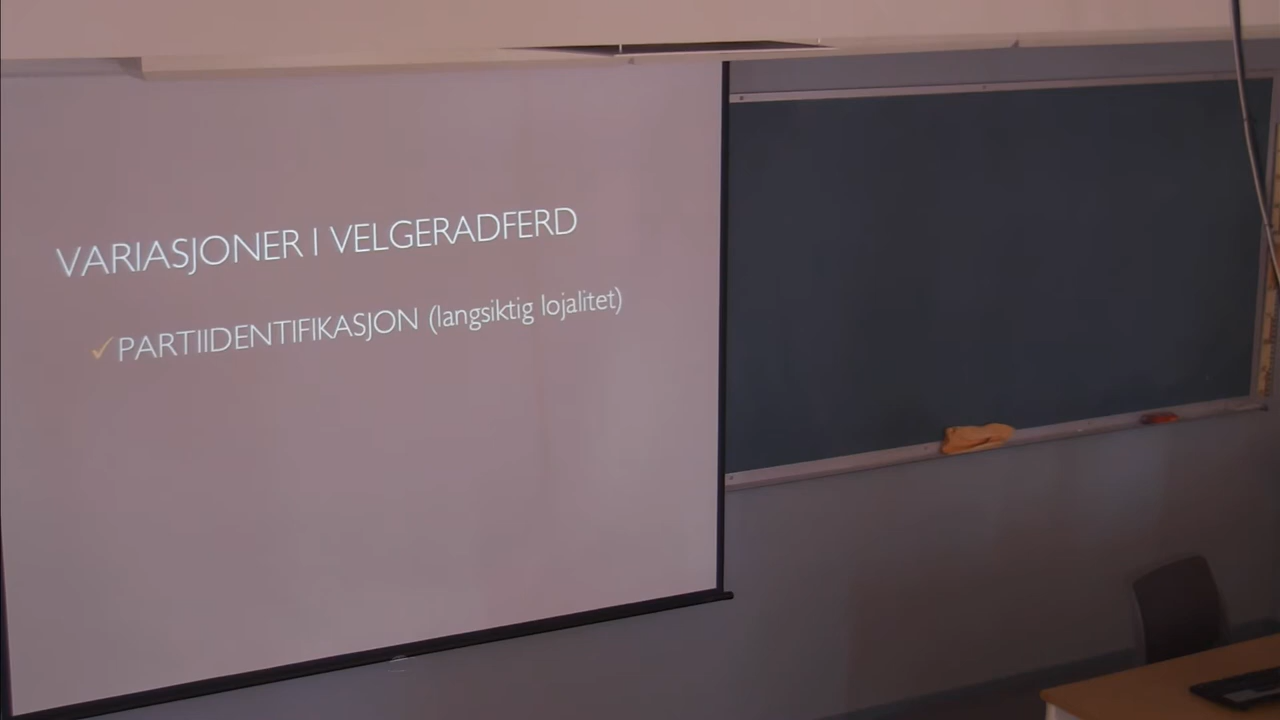 VARIASJONER I VELGERADFERD
✓PARTIIDENTIFIKASJON (langsiktig lojalitet)